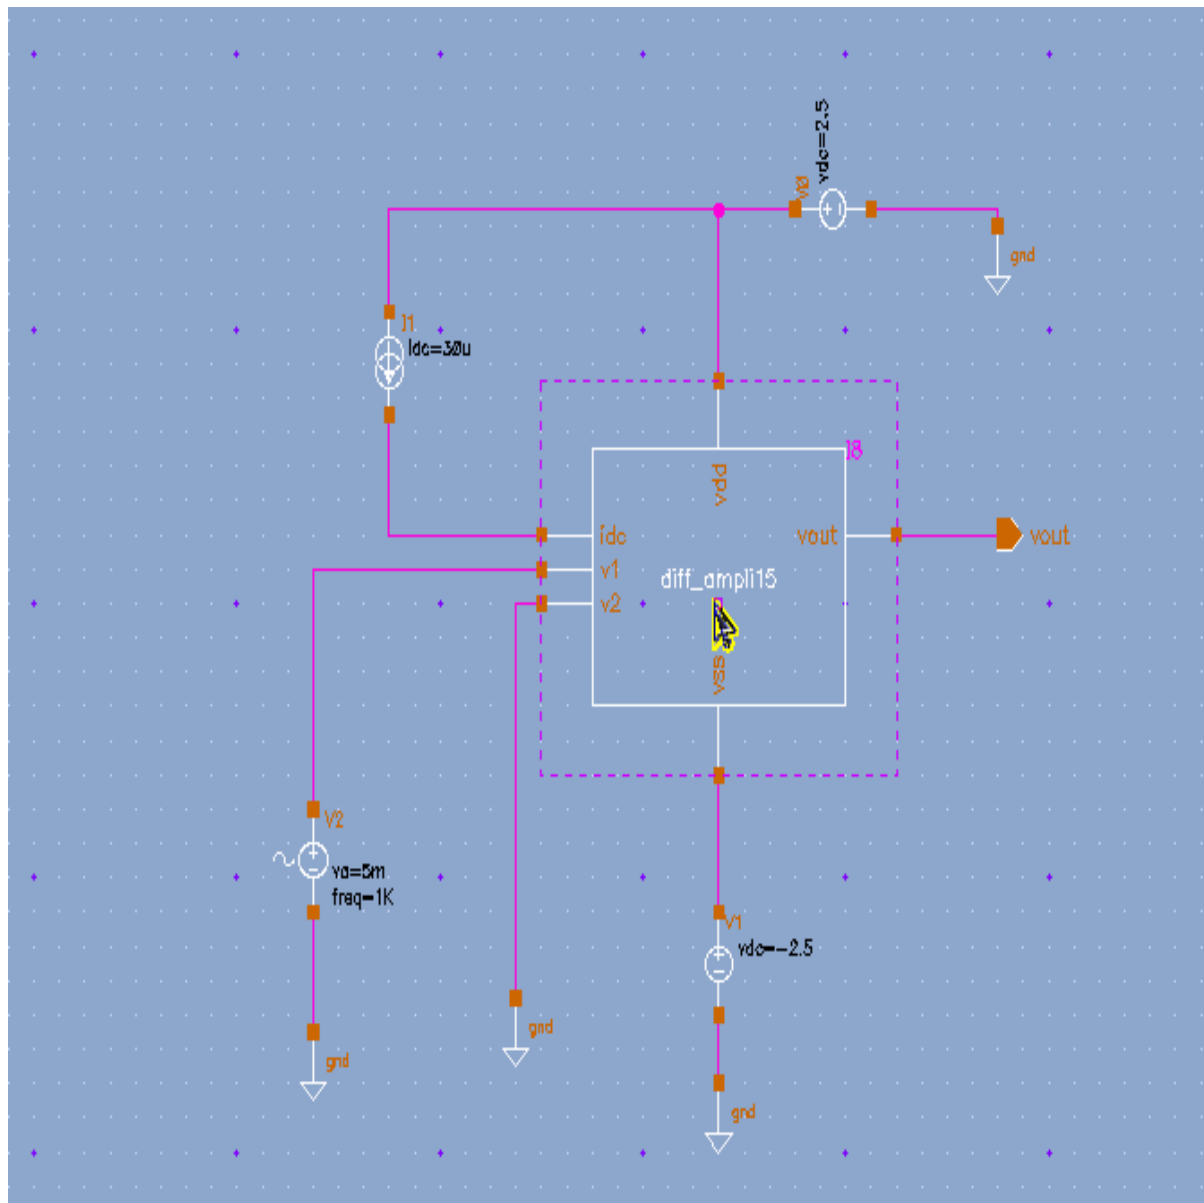 vdc=2.5
V0
gnd
I1
idc=30u
I8
vdd
idc
vout
vout
v1
diff_ampli15
v2
vss
V2
va=5m
freq=1K
V1
vdc=-2.5
gnd
gnd
gnd